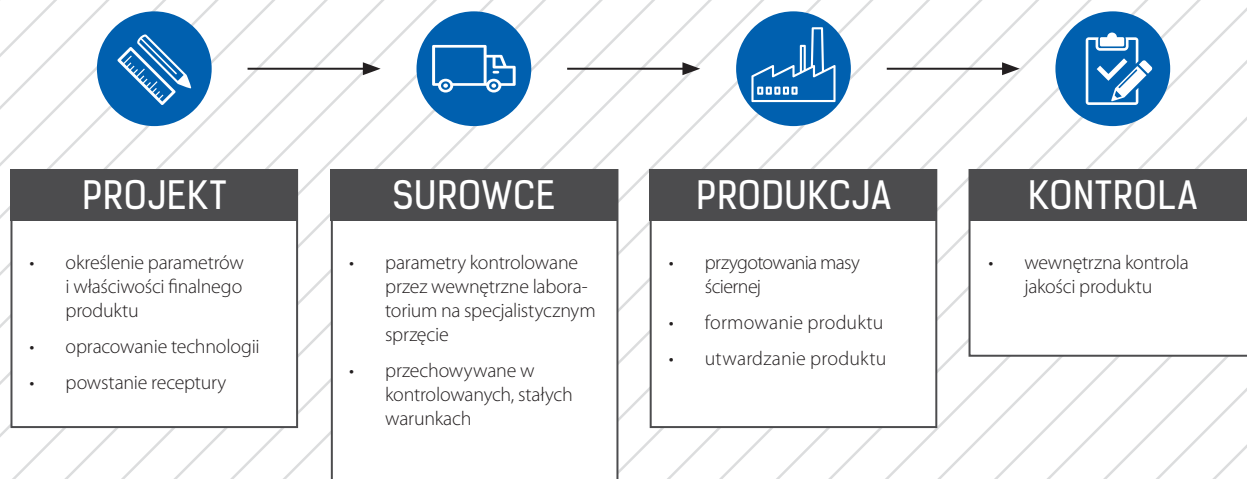 PROJEKT
• określenie parametrów
i właściwości finalnego
produktu
• opracowanie technologii
• powstanie receptury
SUROWCE
• parametry kontrolowane
przez wewnętrzne labora-
torium na specjalistycznym
sprzęcie
• przechowywane w
kontrolowanych, stałych
warunkach
PRODUKCJA
• przygotowania masy
ściernej
• formowanie produktu
• utwardzanie produktu
KONTROLA
• wewnętrzna kontrola
jakości produktu